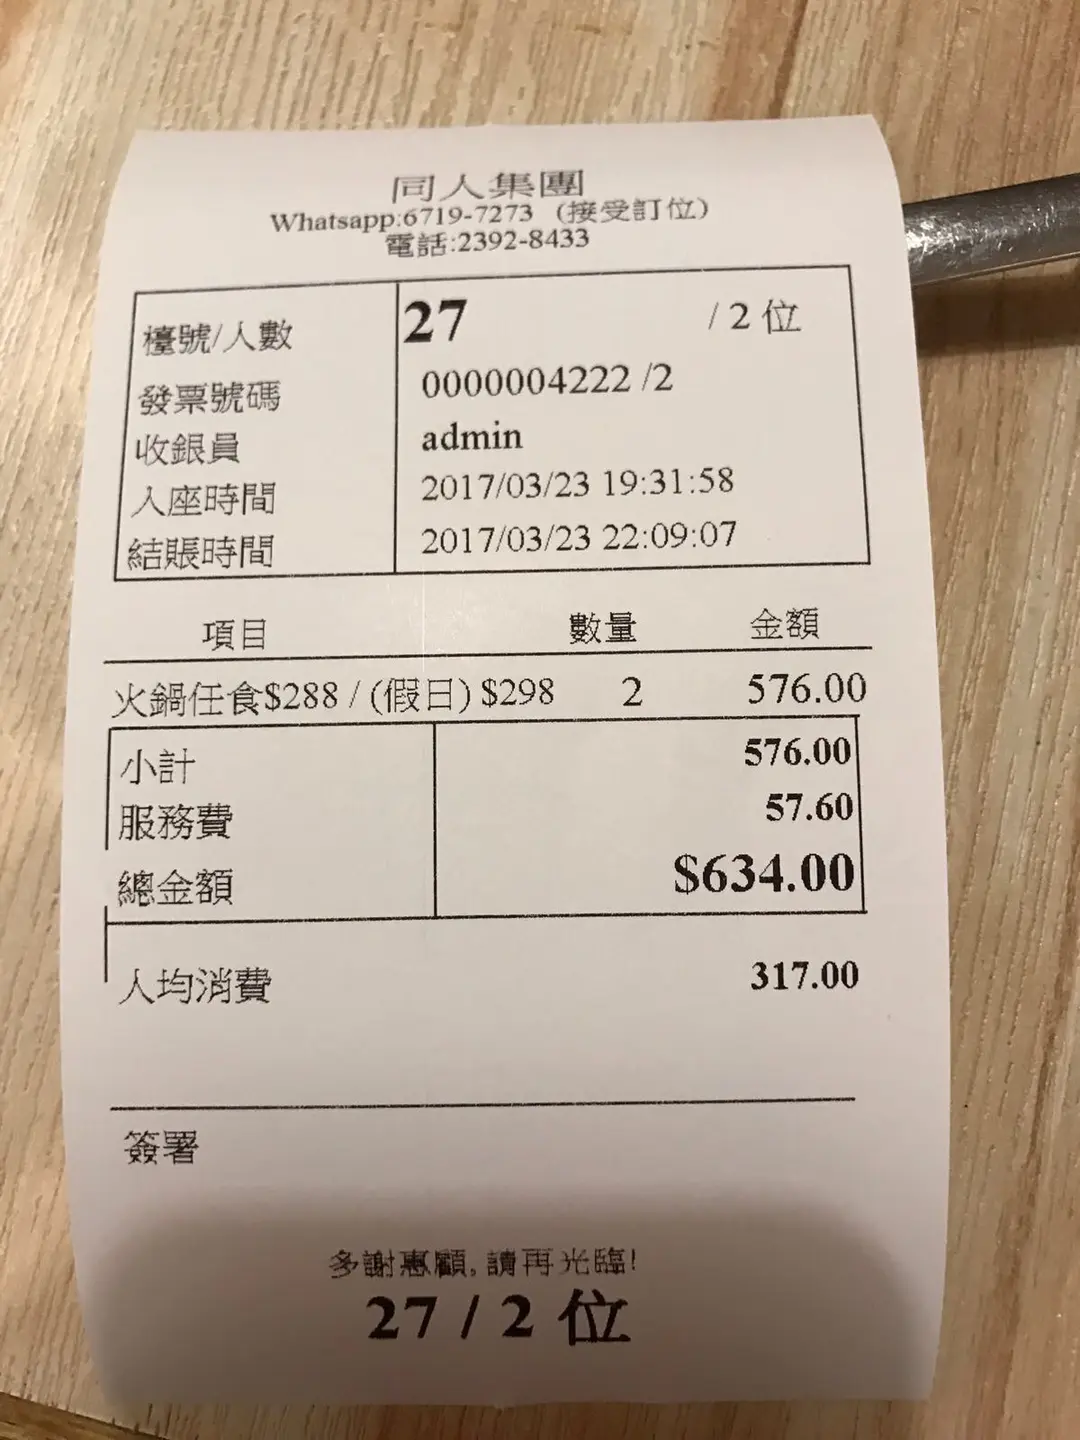 同人集團
Whatsapp:6719-7273 (接受訂位)
電話:2392-8433
檯號/人數 27 / 2 位
發票號碼 0000004222 /2
收銀員 admin
入座時間 2017/03/23 19:31:58
結賬時間 2017/03/23 22:09:07
項目 數量 金額
火鍋任食$288 / (假日) $298 2 576.00
小計 576.00
服務費 57.60
總金額 $634.00
人均消費 317.00
簽署
多謝惠顧, 請再光臨!
27 / 2 位